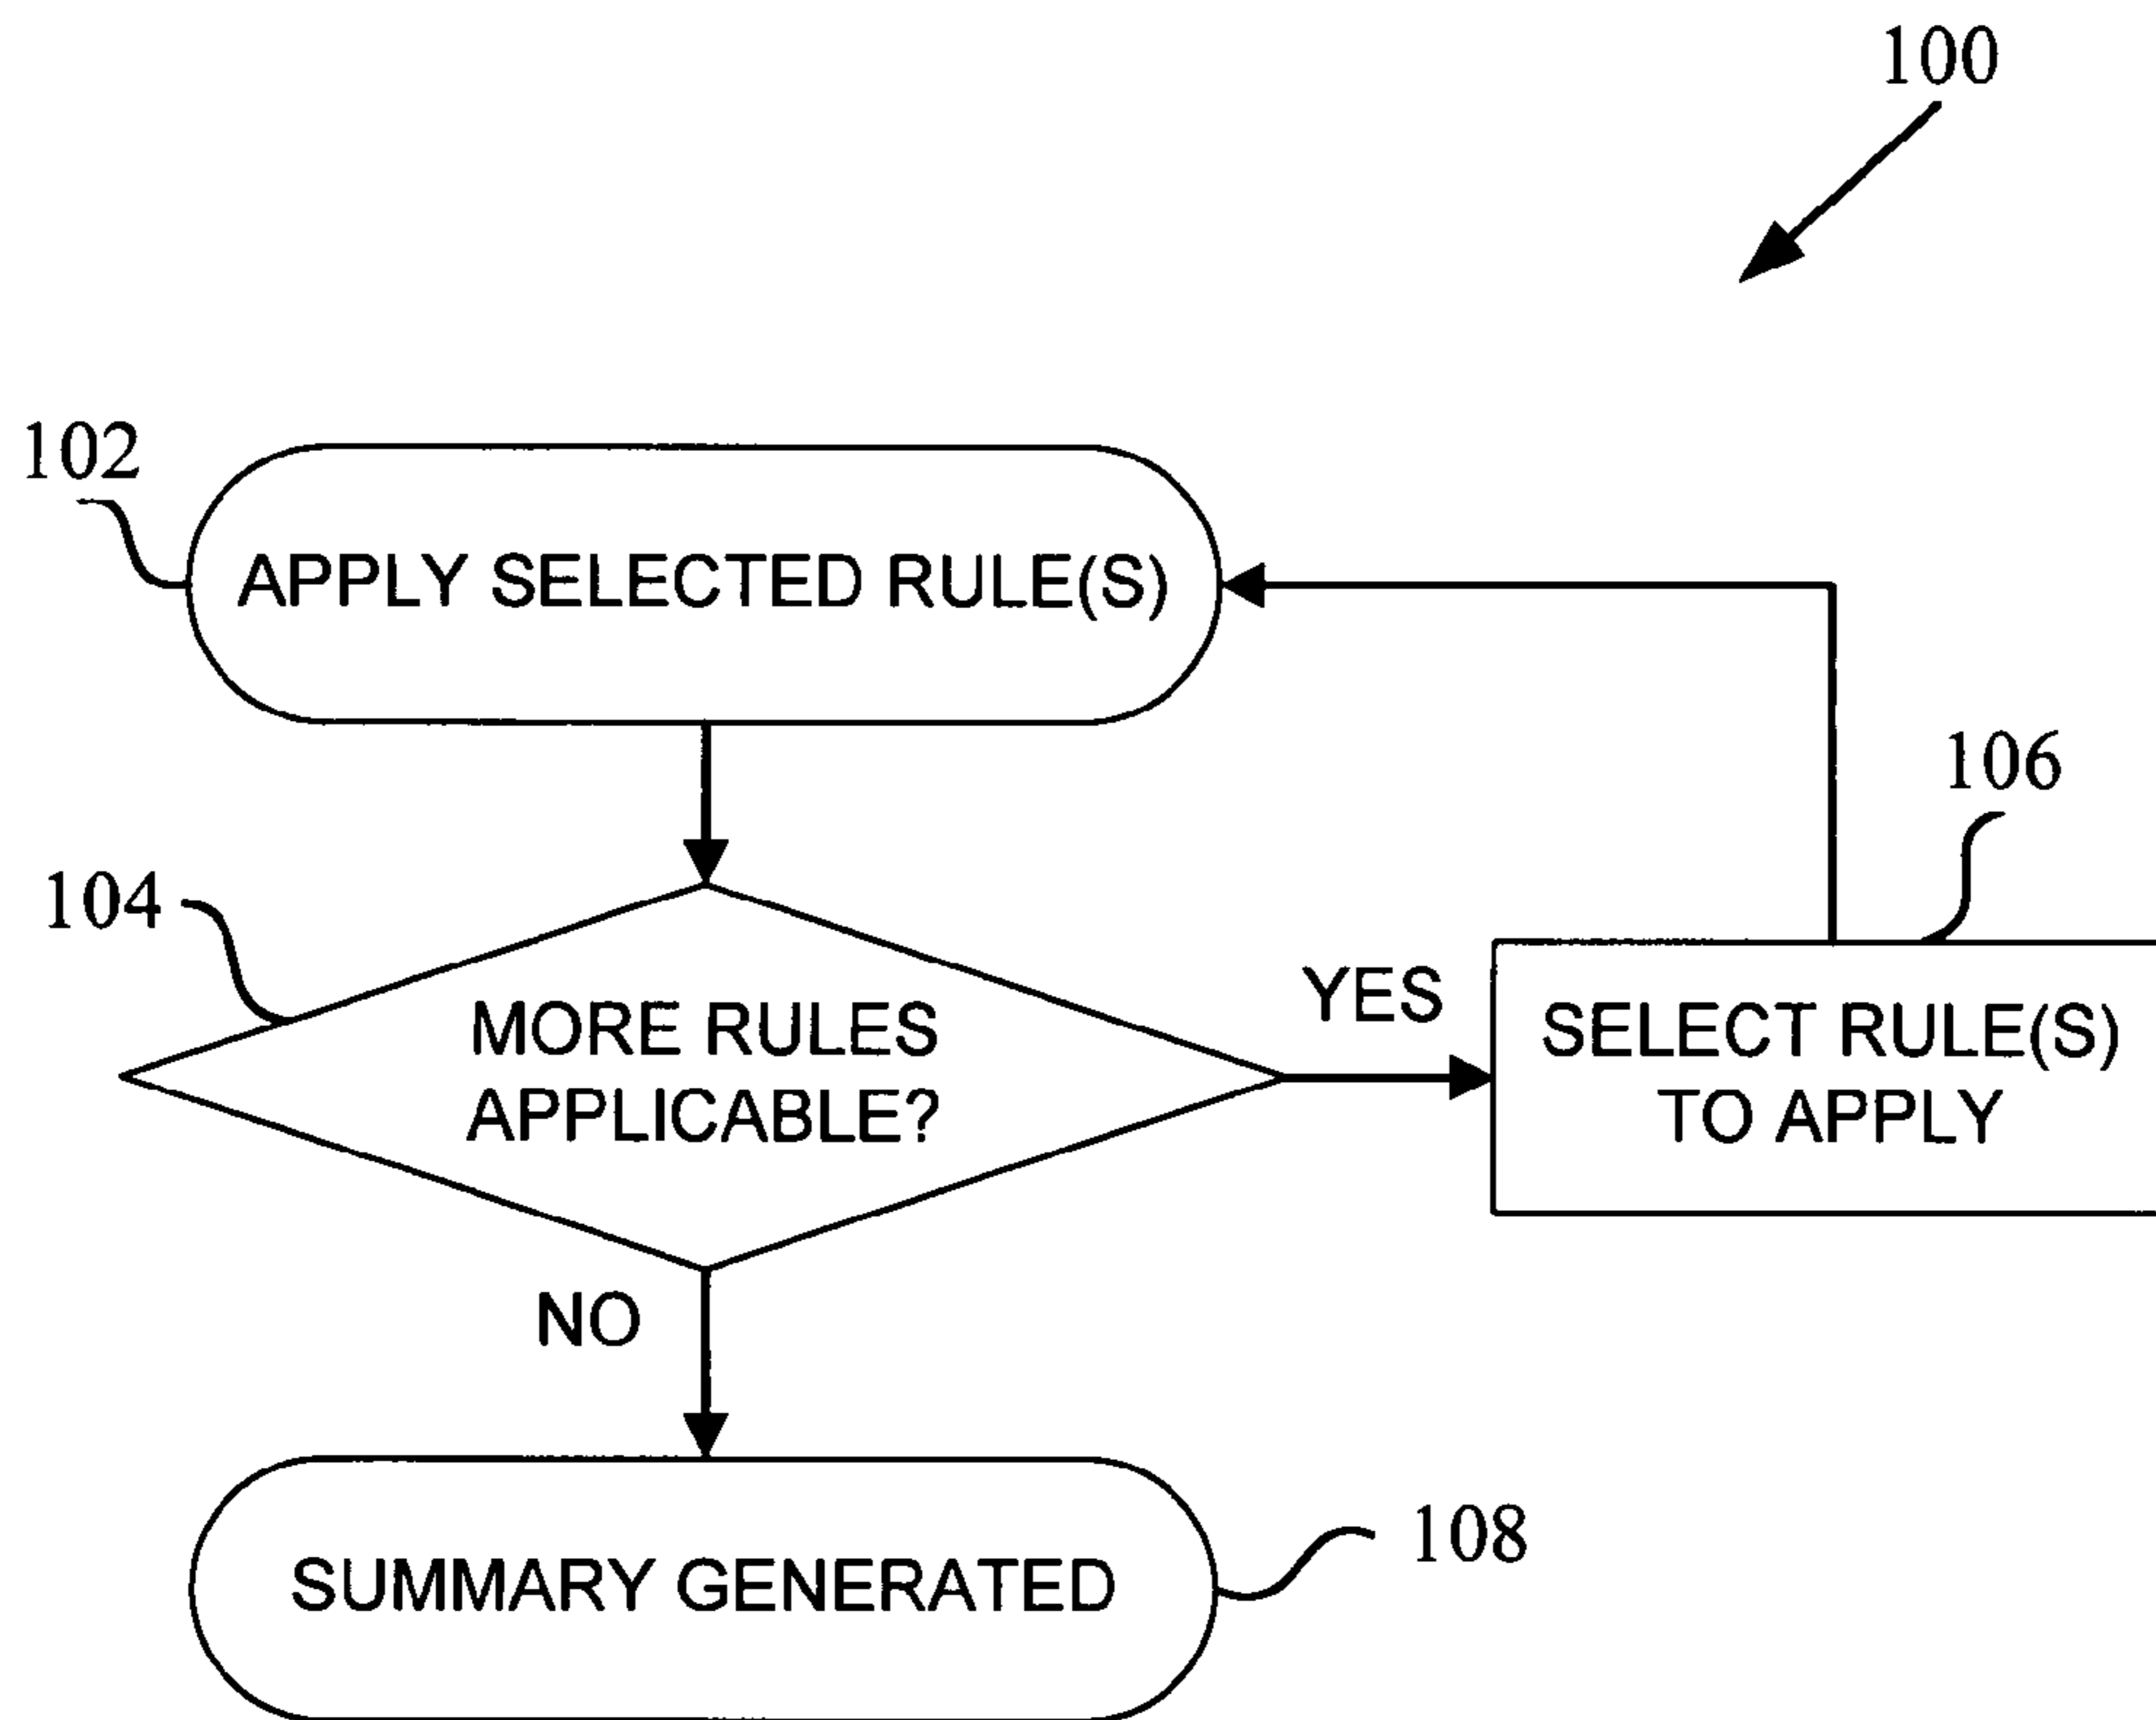 100
102
APPLY SELECTED RULE(S)
106
104
MORE RULES
APPLICABLE?
YES
SELECT RULE(S)
TO APPLY
NO
SUMMARY GENERATED
108